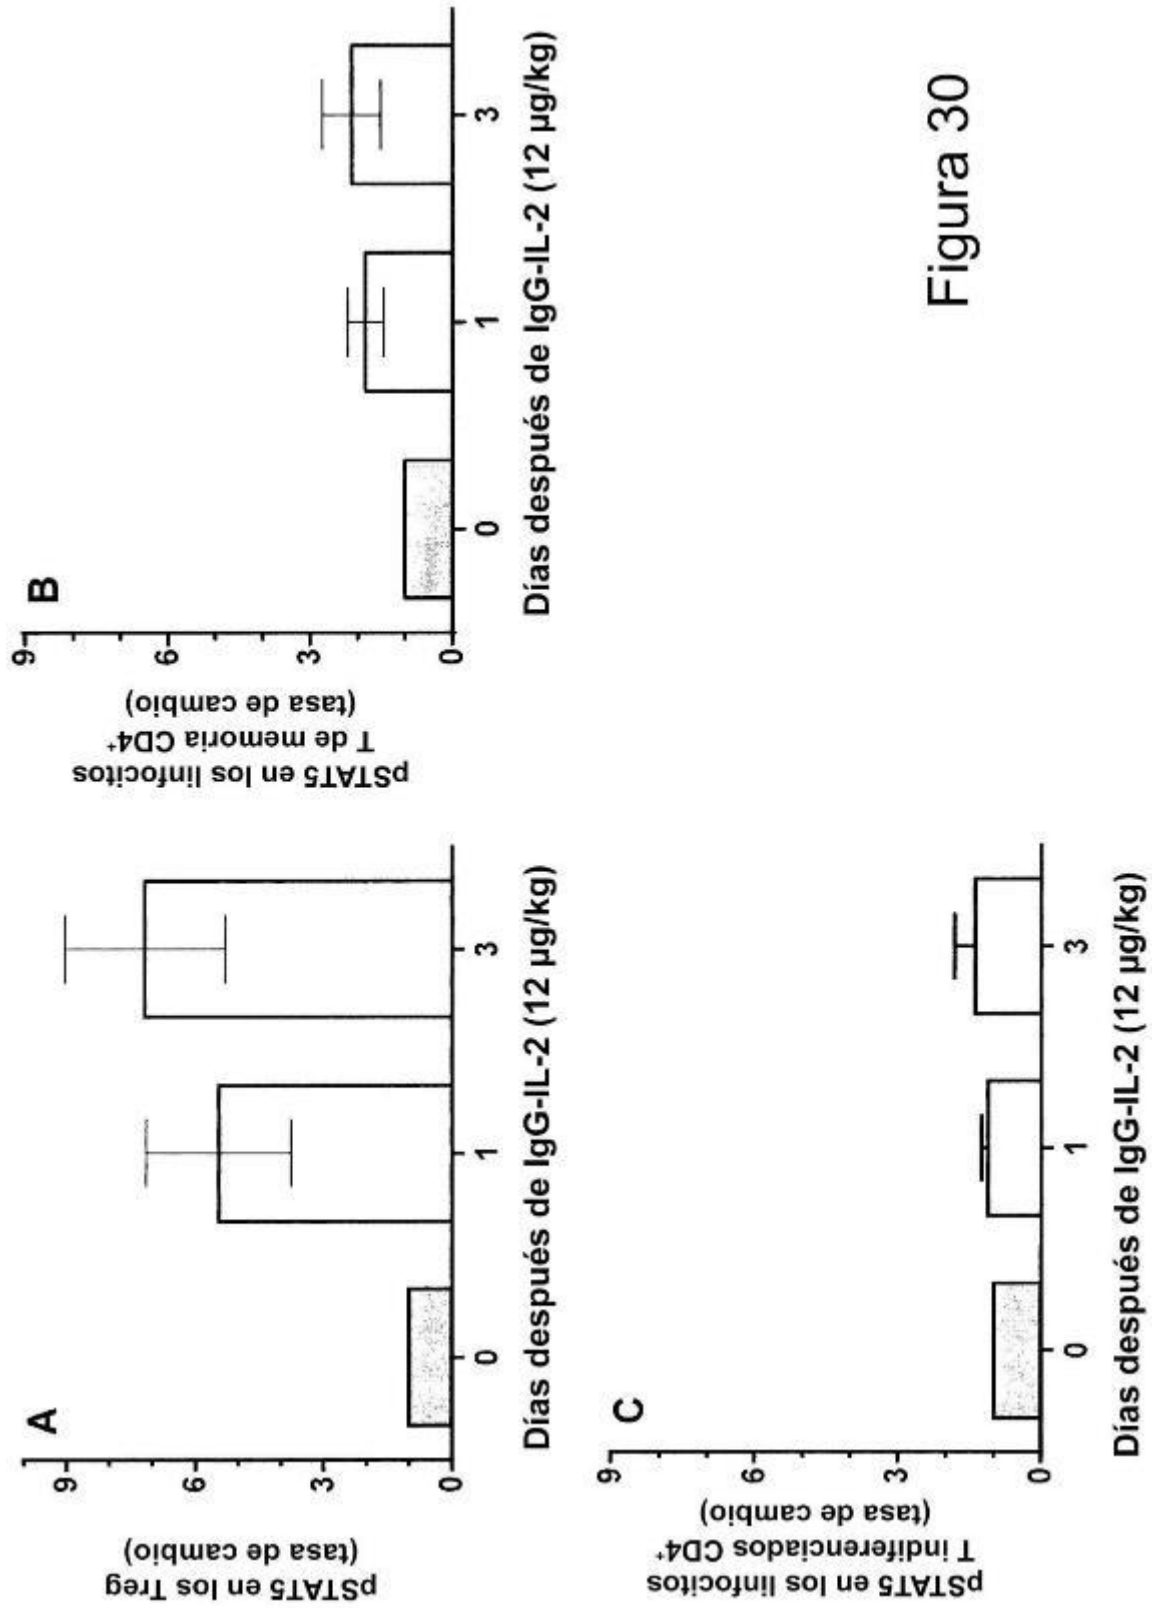 A
pSTAT5 en los Treg
(tasa de cambio)
9
6
3
0
0
1
3
Días después de IgG-IL-2 (12 µg/kg)
B
pSTAT5 en los linfocitos
T de memoria CD4⁺
(tasa de cambio)
9
6
3
0
0
1
3
Días después de IgG-IL-2 (12 µg/kg)
C
pSTAT5 en los linfocitos
T indiferenciados CD4⁺
(tasa de cambio)
9
6
3
0
0
1
3
Días después de IgG-IL-2 (12 µg/kg)
Figura 30